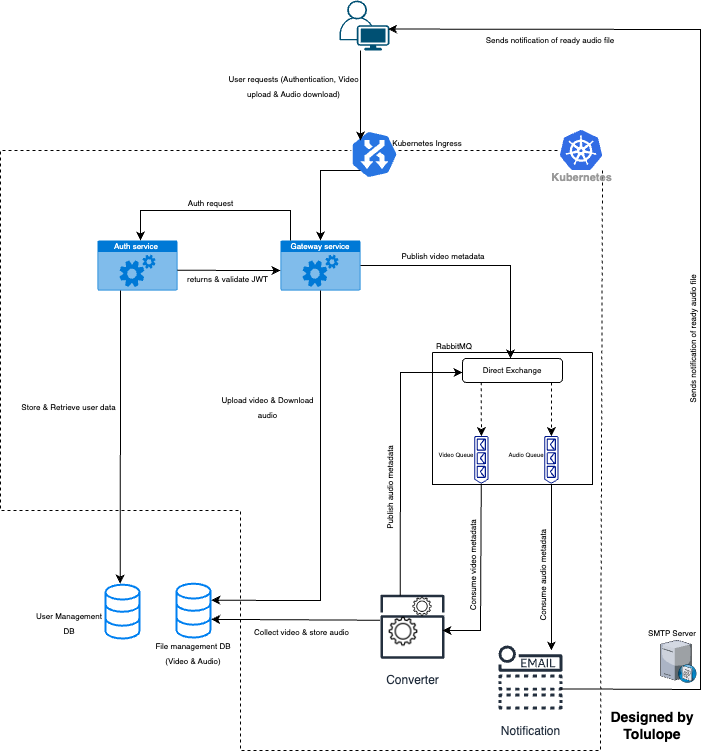 Sends notification of ready audio file
User requests (Authentication, Video
upload & Audio download)
Kubernetes Ingress
Kubernetes
Auth request
Auth service
Gateway service
returns & validate JWT
Publish video metadata
Sends notification of ready audio file
RabbitMQ
Direct Exchange
Store & Retrieve user data
Upload video & Download
audio
Video Queue
Audio Queue
Publish audio metadata
Consume video metadata
Consume audio metadata
User Management
DB
File management DB
(Video & Audio)
Collect video & store audio
Converter
EMAIL
Notification
SMTP Server
Designed by
Tolulope